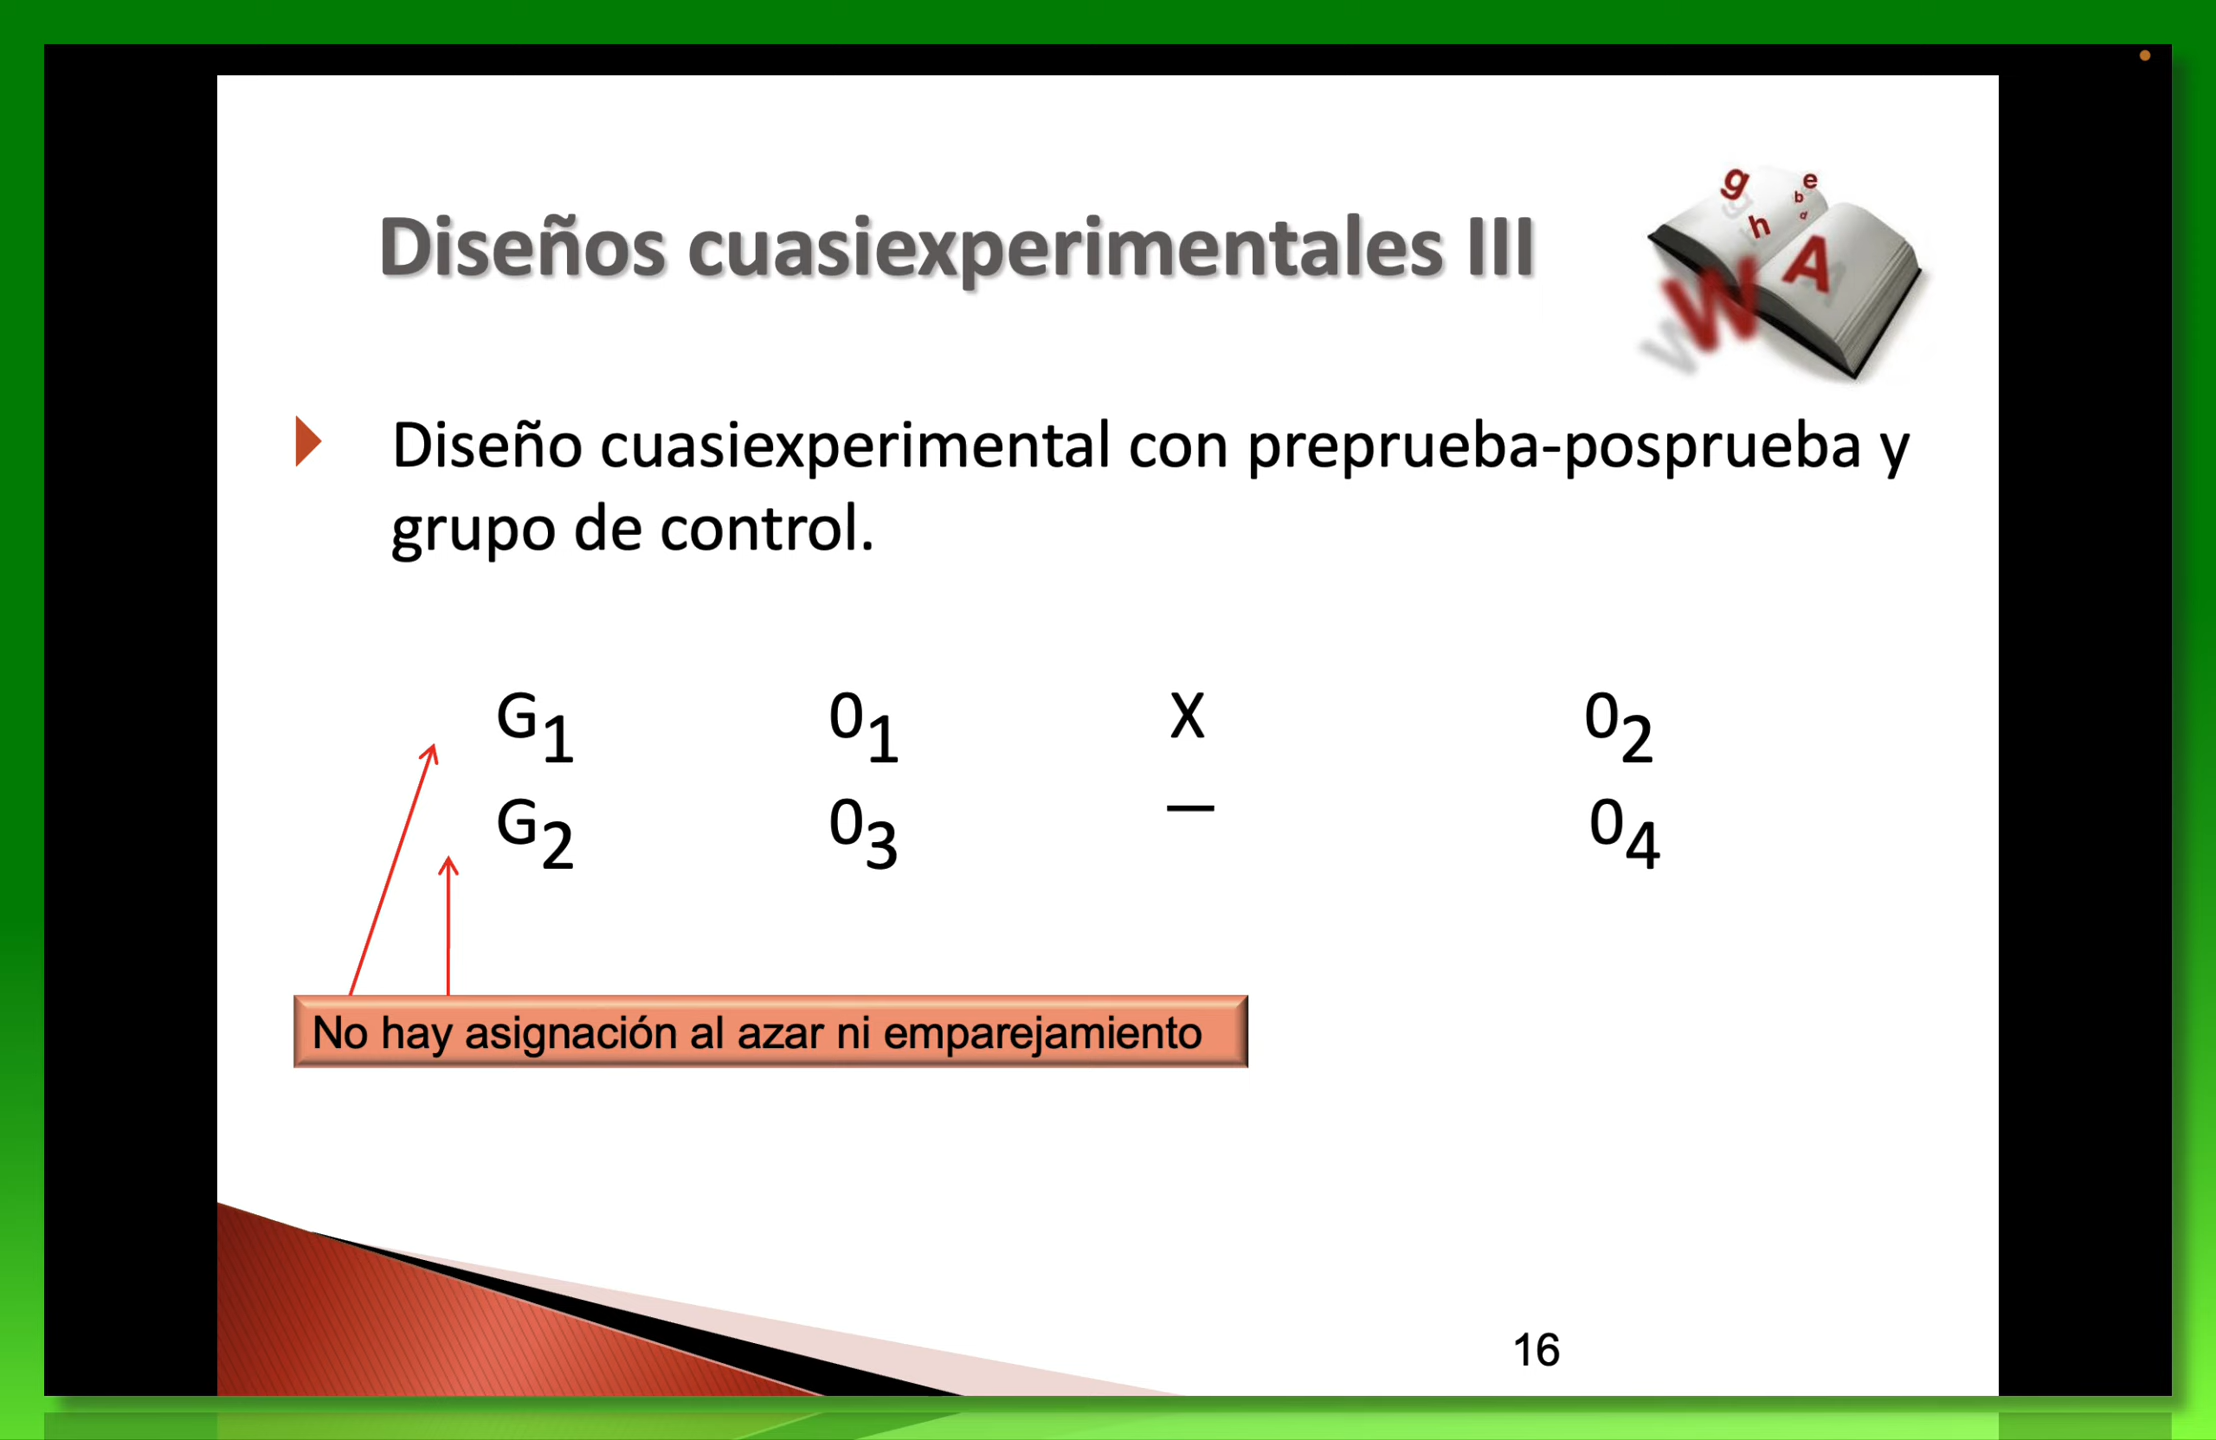 Diseños cuasiexperimentales III
g
e
b
d
h
A
W
Diseño cuasiexperimental con preprueba-posprueba y
grupo de control.
G1 01 X 02
G2 03 — 04
No hay asignación al azar ni emparejamiento
16